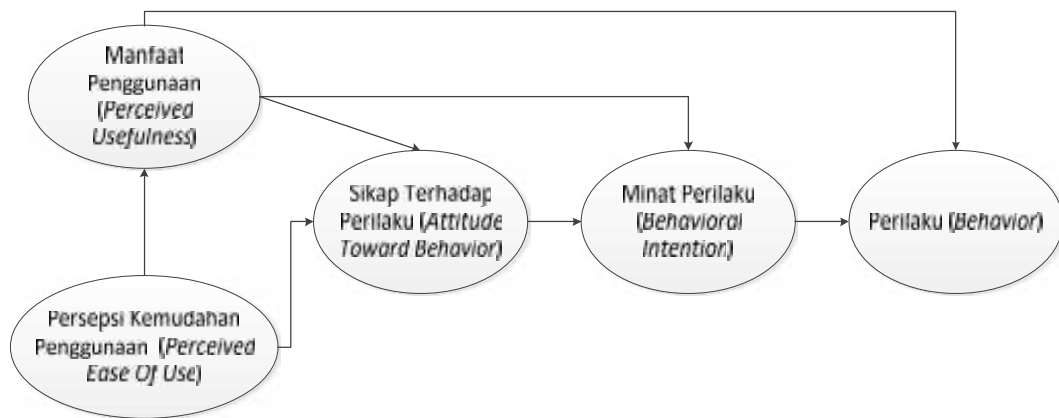 Manfaat
Penggunaan
(Perceived
Usefulness)
Sikap Terhadap
Perilaku (Attitude
Toward Behavior)
Minat Perilaku
(Behavioral
Intention)
Perilaku (Behavior)
Persepsi Kemudahan
Penggunaan (Perceived
Ease Of Use)